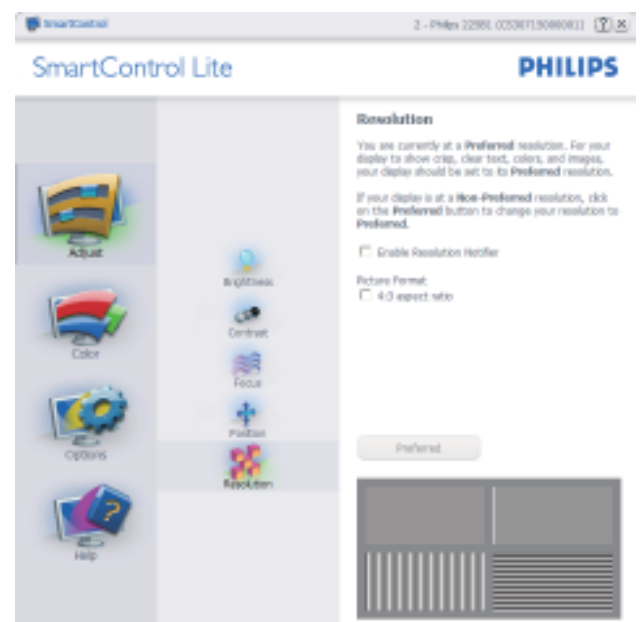 SmartControl
2 - Philips
SmartControl Lite
PHILIPS
Resolution
You are currently at a Preferred resolution. For your
display to show crisp, clear text, colors, and images,
your display should be set to its Preferred resolution.
If your display is at a Non-Preferred resolution, click
on the Preferred button to change your resolution to
Preferred.
Enable Resolution Notifier
Picture Format
4:3 aspect ratio
Preferred
Adjust
Color
Options
Help
Brightness
Contrast
Focus
Position
Resolution